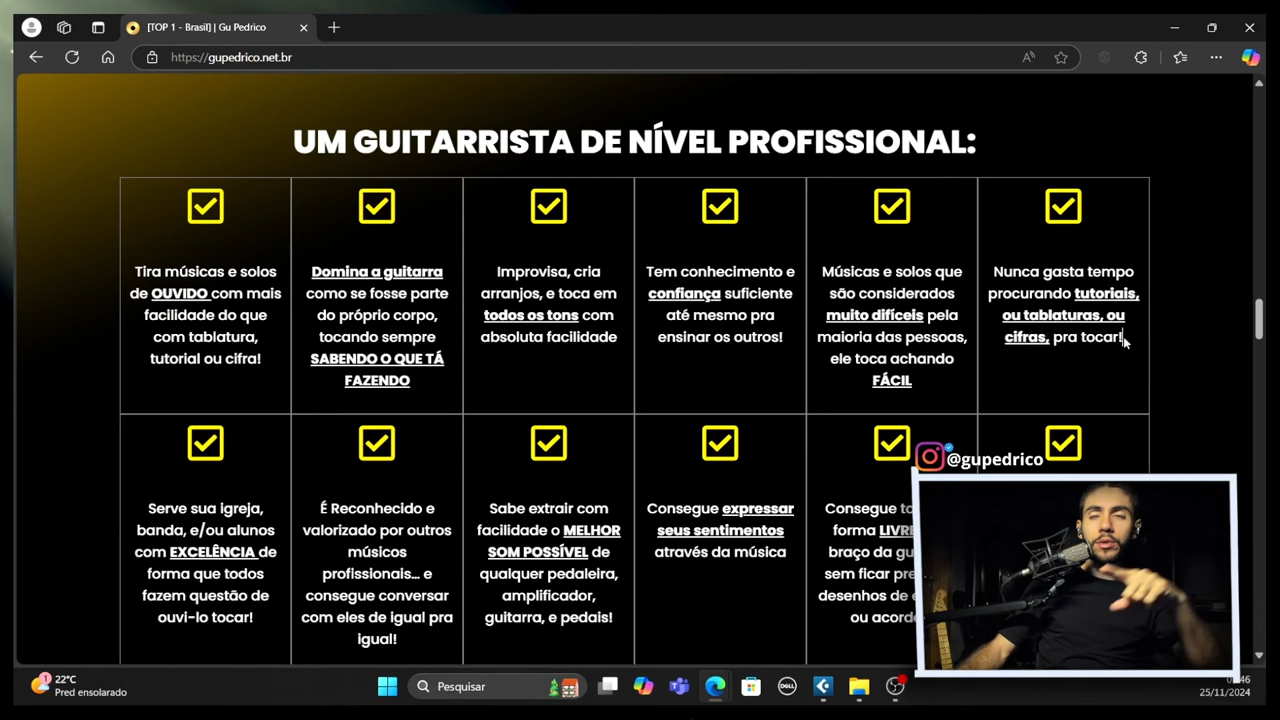 [TOP 1 - Brasil] | Gu Pedrico
https://gupedrico.net.br
UM GUITARRISTA DE NÍVEL PROFISSIONAL:
Tira músicas e solos
de OUVIDO com mais
facilidade do que
com tablatura,
tutorial ou cifra!
Domina a guitarra
como se fosse parte
do próprio corpo,
tocando sempre
SABENDO O QUE TÁ
FAZENDO
Improvisa, cria
arranjos, e toca em
todos os tons com
absoluta facilidade
Tem conhecimento e
confiança suficiente
até mesmo pra
ensinar os outros!
Músicas e solos que
são considerados
muito difíceis pela
maioria das pessoas,
ele toca achando
FÁCIL
Nunca gasta tempo
procurando tutoriais,
ou tablaturas, ou
cifras, pra tocar!
Serve sua igreja,
banda, e/ou alunos
com EXCELÊNCIA de
forma que todos
fazem questão de
ouvi-lo tocar!
É Reconhecido e
valorizado por outros
músicos
profissionais... e
consegue conversar
com eles de igual pra
igual!
Sabe extrair com
facilidade o MELHOR
SOM POSSÍVEL de
qualquer pedaleira,
amplificador,
guitarra, e pedais!
Consegue expressar
seus sentimentos
através da música
Consegue
forma
braço da
sem ficar
desenhos de
ou
@gupedrico
1
22°C
Pred ensolarado
Pesquisar
DELL
25/11/2024